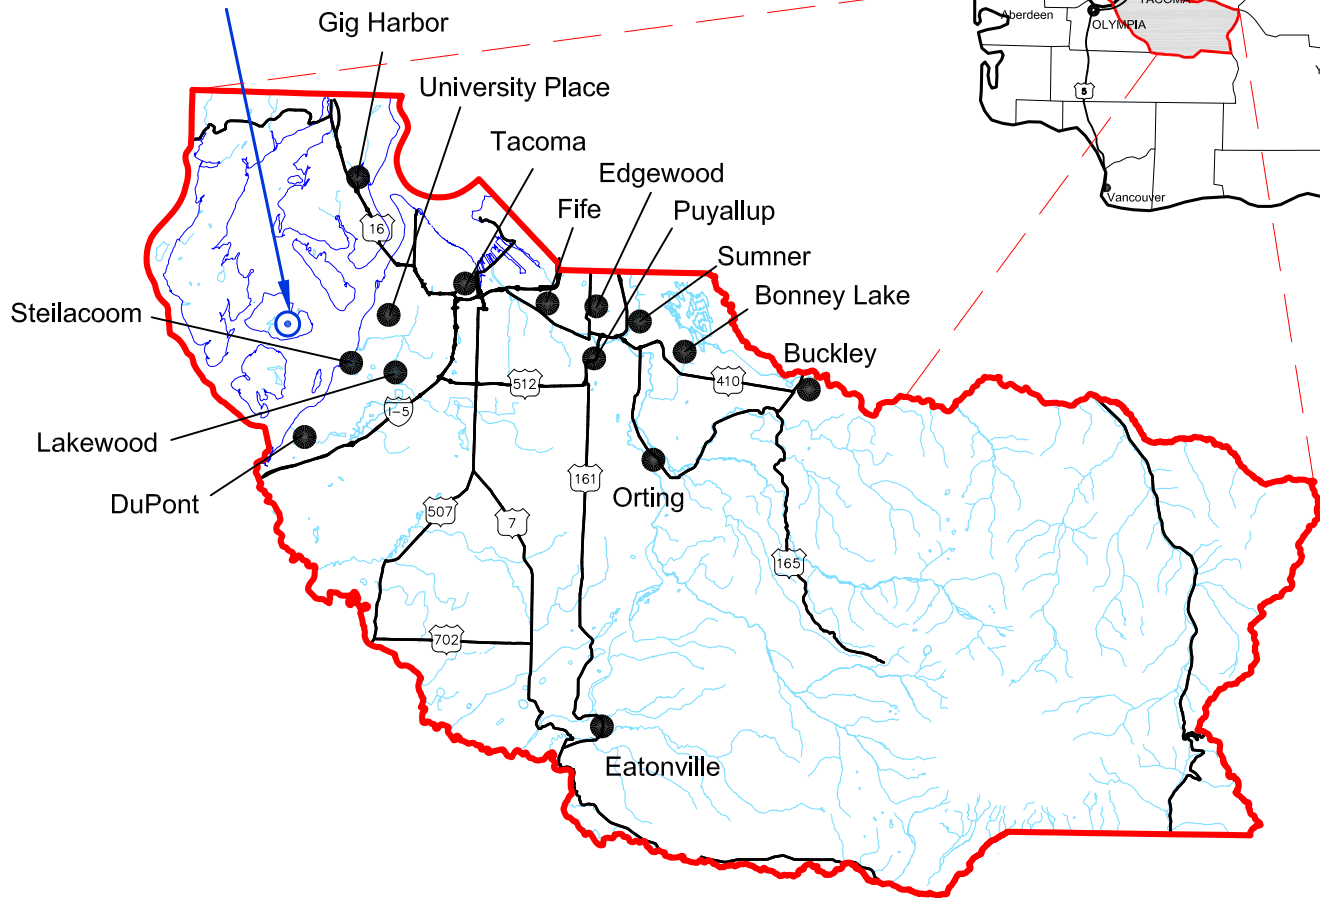 Gig Harbor
Aberdeen
TACOMA
OLYMPIA
University Place
5
Tacoma
Edgewood
Vancouver
Fife
Puyallup
16
Sumner
Bonney Lake
Steilacoom
Buckley
512
410
I-5
Lakewood
161
DuPont
Orting
507
7
165
702
Eatonville